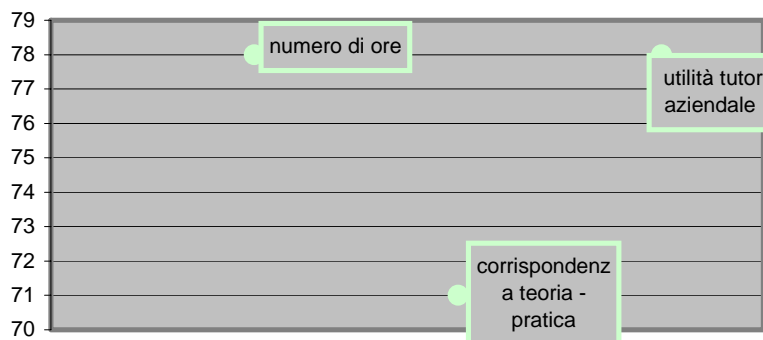 79
78
77
76
75
74
73
72
71
70
numero di ore
utilità tutor
aziendale
corrispondenz
a teoria -
pratica